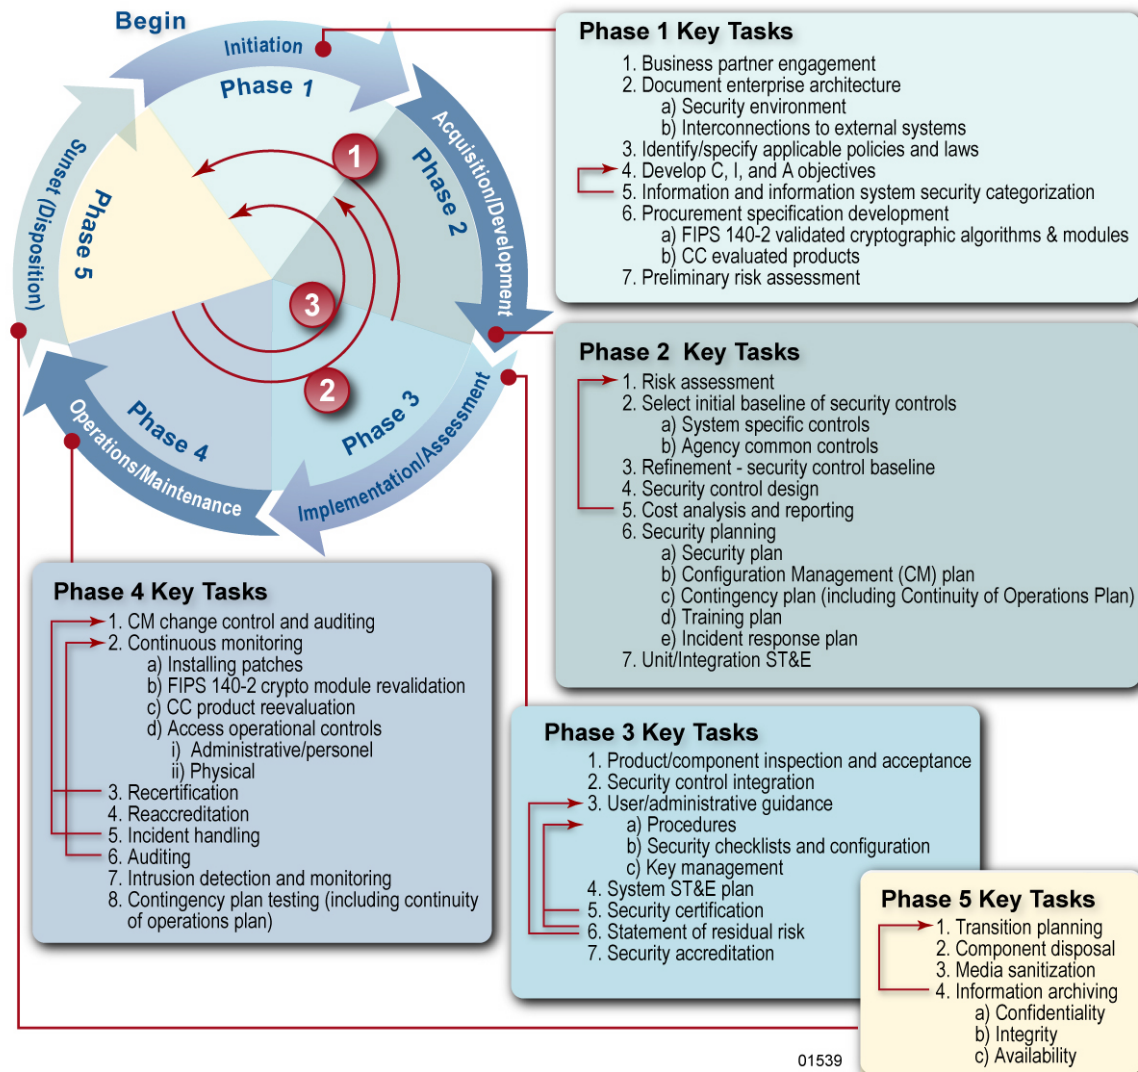 Begin
Initiation
Phase 1
Acquisition/Development
Phase 2
Implementation/Assessment
Phase 3
Operations/Maintenance
Phase 4
Sunset (Disposition)
Phase 5
1
3
2
Phase 1 Key Tasks
1. Business partner engagement
2. Document enterprise architecture
a) Security environment
b) Interconnections to external systems
3. Identify/specify applicable policies and laws
4. Develop C, I, and A objectives
5. Information and information system security categorization
6. Procurement specification development
a) FIPS 140-2 validated cryptographic algorithms & modules
b) CC evaluated products
7. Preliminary risk assessment
Phase 2 Key Tasks
1. Risk assessment
2. Select initial baseline of security controls
a) System specific controls
b) Agency common controls
3. Refinement - security control baseline
4. Security control design
5. Cost analysis and reporting
6. Security planning
a) Security plan
b) Configuration Management (CM) plan
c) Contingency plan (including Continuity of Operations Plan)
d) Training plan
e) Incident response plan
7. Unit/Integration ST&E
Phase 4 Key Tasks
1. CM change control and auditing
2. Continuous monitoring
a) Installing patches
b) FIPS 140-2 crypto module revalidation
c) CC product reevaluation
d) Access operational controls
i) Administrative/personel
ii) Physical
3. Recertification
4. Reaccreditation
5. Incident handling
6. Auditing
7. Intrusion detection and monitoring
8. Contingency plan testing (including continuity
of operations plan)
Phase 3 Key Tasks
1. Product/component inspection and acceptance
2. Security control integration
3. User/administrative guidance
a) Procedures
b) Security checklists and configuration
c) Key management
4. System ST&E plan
5. Security certification
6. Statement of residual risk
7. Security accreditation
Phase 5 Key Tasks
1. Transition planning
2. Component disposal
3. Media sanitization
4. Information archiving
a) Confidentiality
b) Integrity
c) Availability
01539